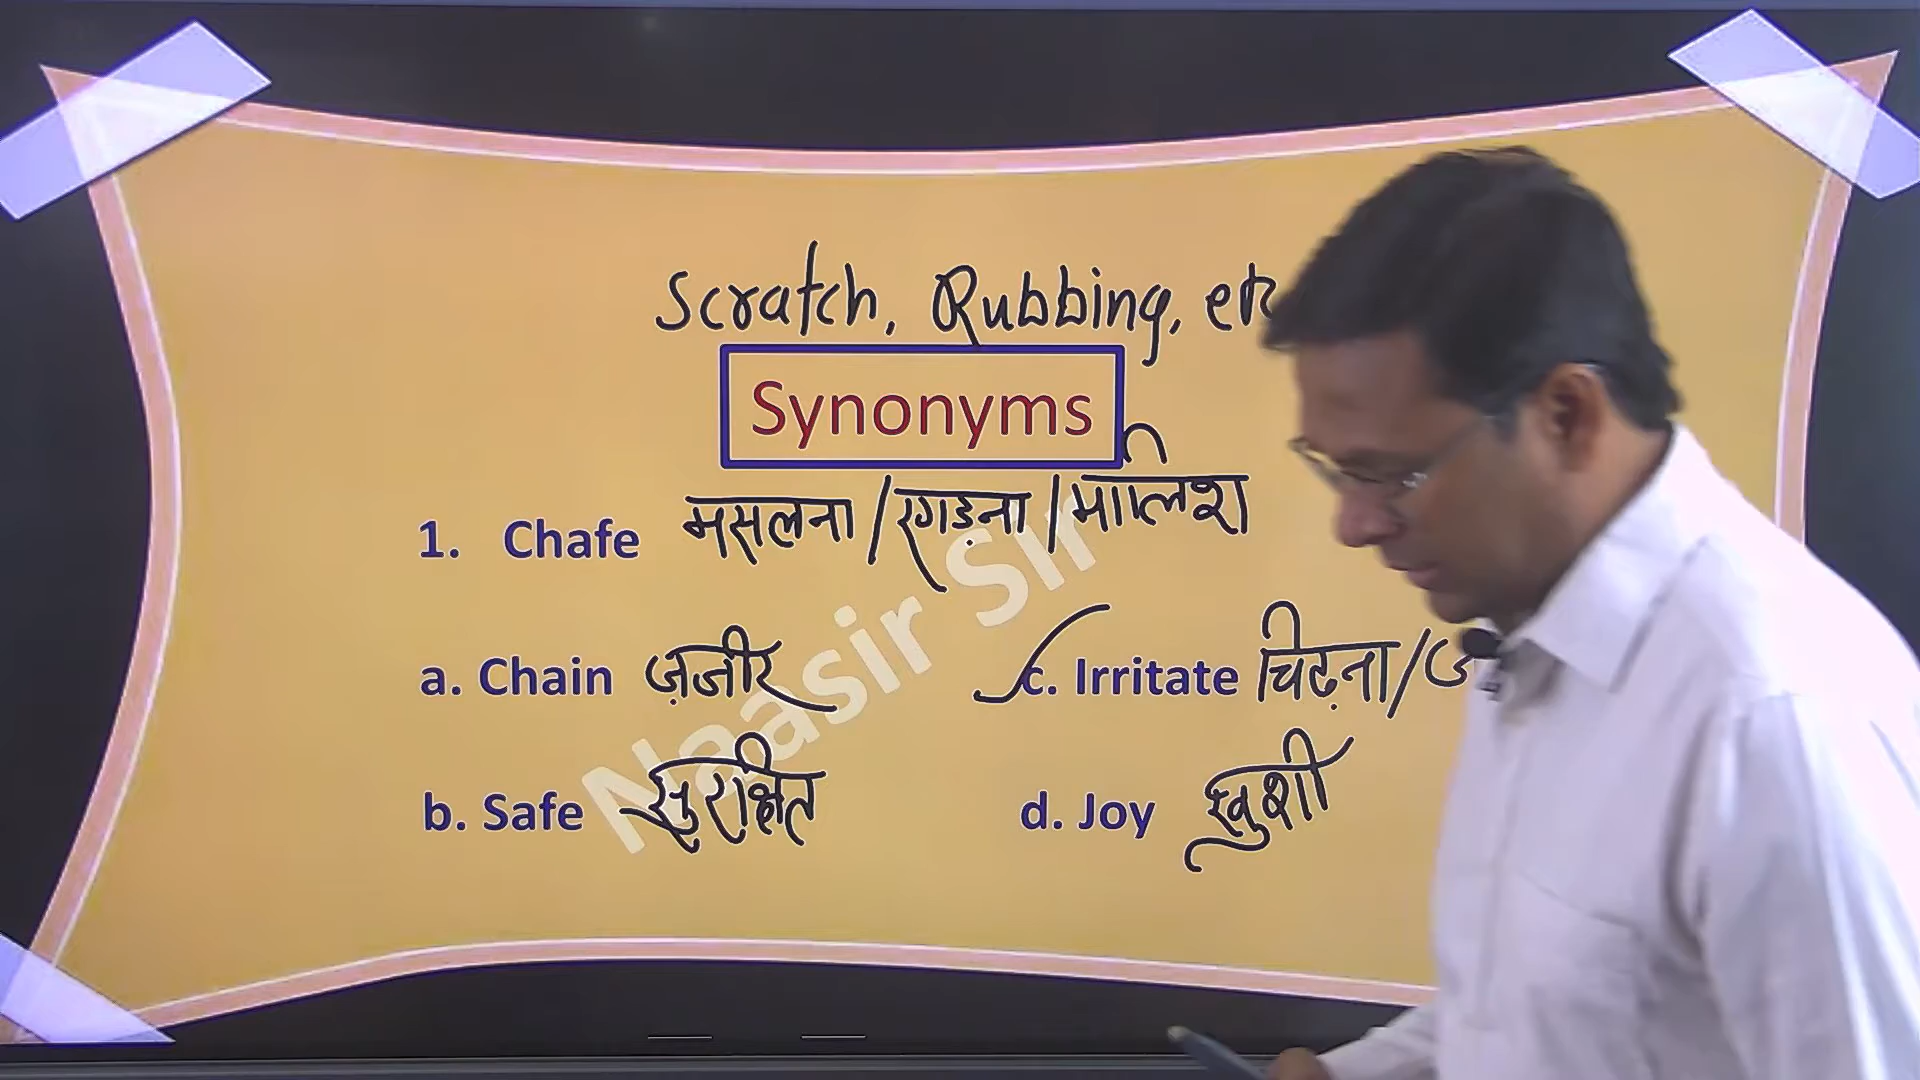 Scratch, Rubbing, etc
Synonyms
1. Chafe मसलना / रगड़ना / मालिश
a. Chain ज़जीर
c. Irritate चिढ़ना /
b. Safe सुरक्षित
d. Joy खुशी
Naasir Sir